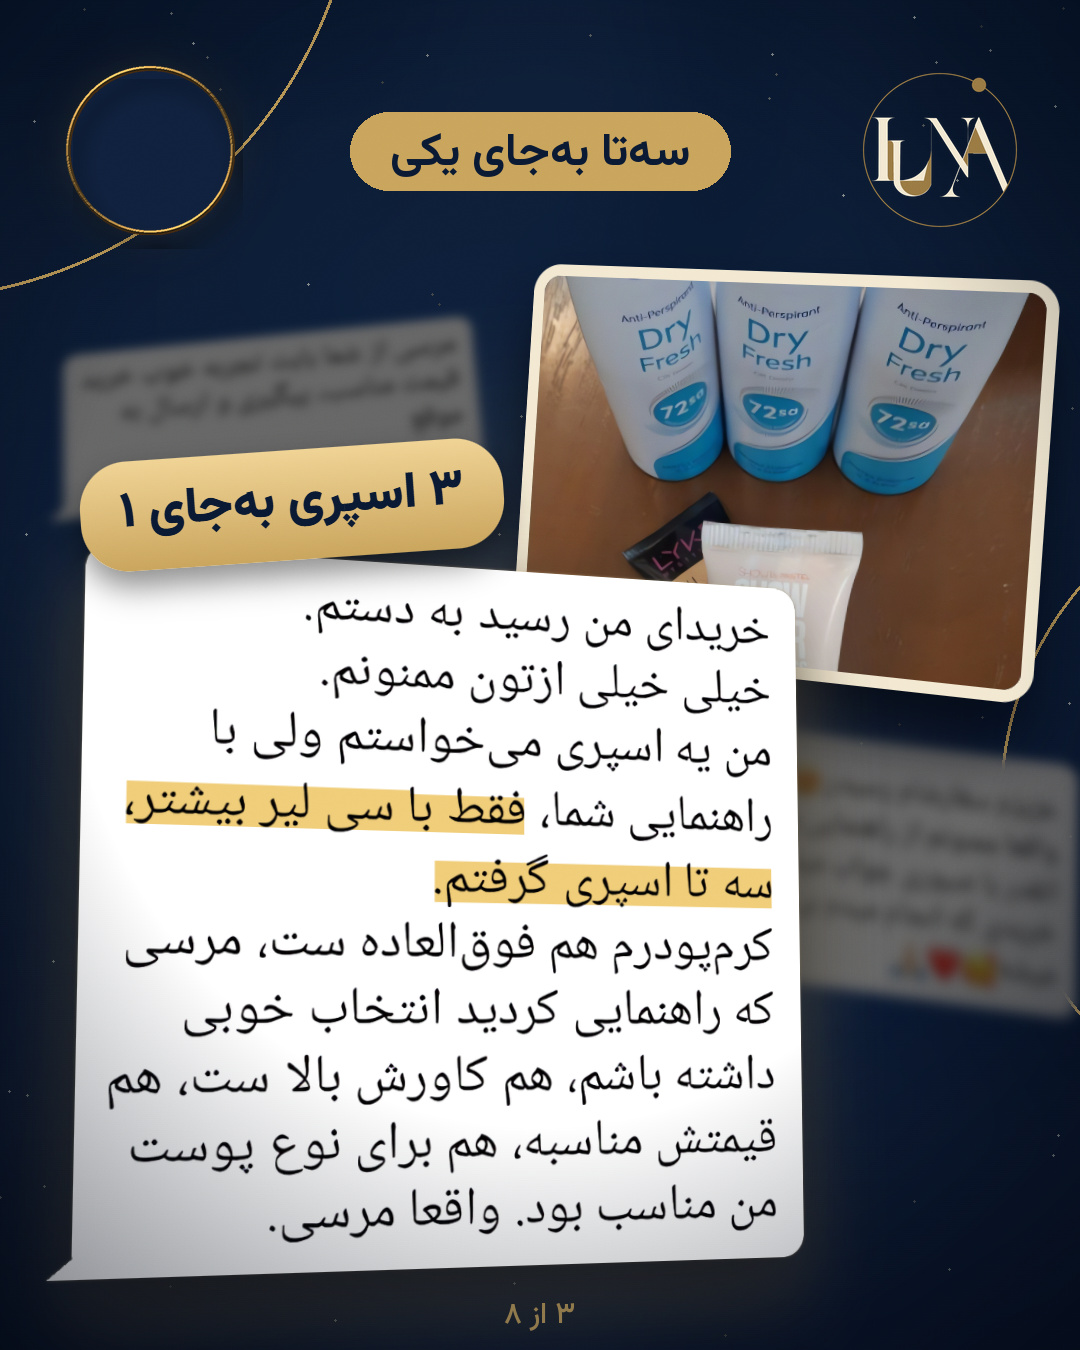 سه‌تا به‌جای یکی
LUNA
Anti-Perspirant
Dry
Fresh
72sa
Anti-Perspirant
Dry
Fresh
72sa
Anti-Perspirant
Dry
Fresh
72sa
۳ اسپری به‌جای ۱
خریدای من رسید به دستم.
خیلی خیلی ازتون ممنونم.
من یه اسپری می‌خواستم ولی با
راهنمایی شما، فقط با سی لیر بیشتر،
سه تا اسپری گرفتم.
کرم‌پودرم هم فوق‌العاده ست، مرسی
که راهنمایی کردید انتخاب خوبی
داشته باشم، هم کاورش بالا ست، هم
قیمتش مناسبه، هم برای نوع پوست
من مناسب بود. واقعا مرسی.
۳ از ۸